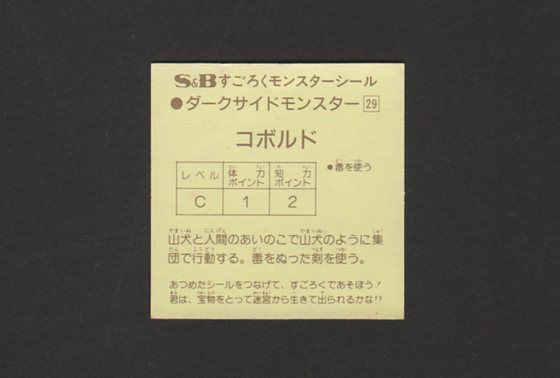 S&Bすごろくモンスターシール
●ダークサイドモンスター 29
コボルド
●毒を使う
レベル 体力ポイント 知力ポイント
C 1 2
山犬と人間のあいのこで山犬のように集
団で行動する。毒をぬった剣を使う。
あつめたシールをつなげて、すごろくであそぼう!
君は、宝物をとって迷宮から生きて出られるかな!?